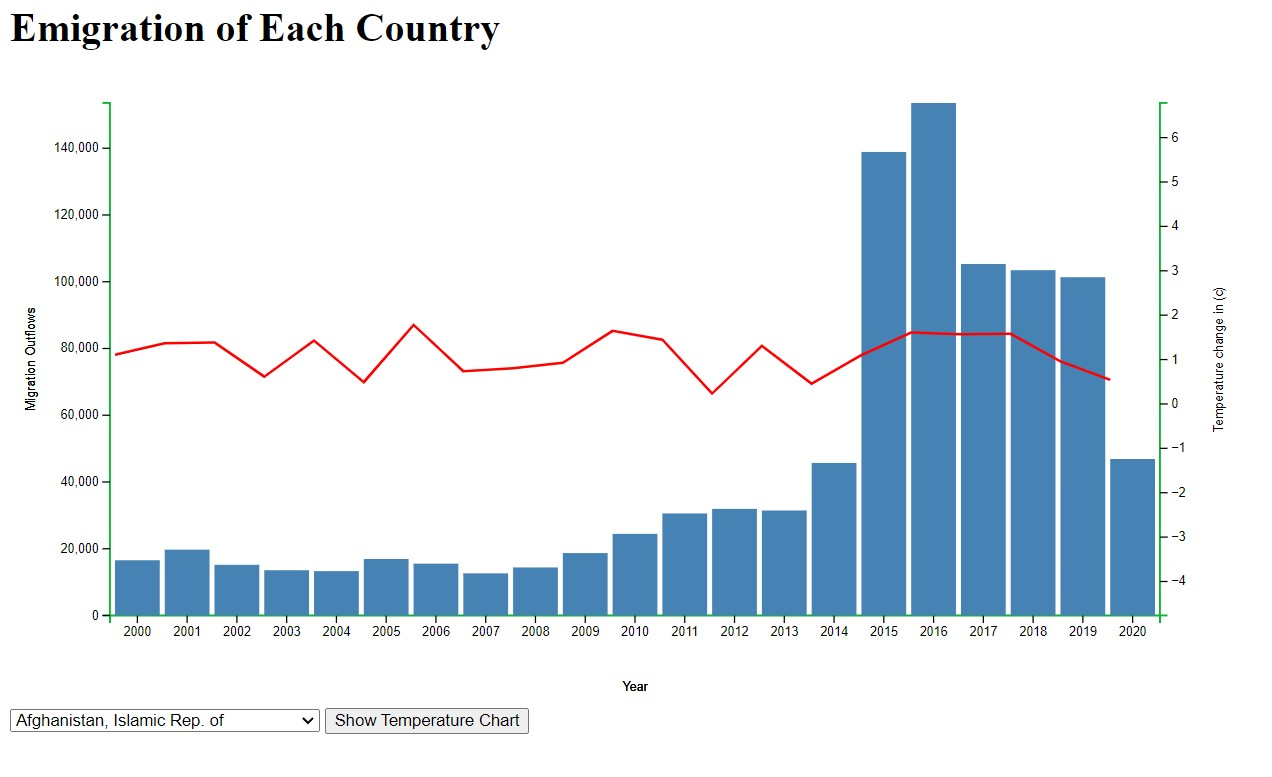 Emigration of Each Country
140,000
120,000
100,000
80,000
60,000
40,000
20,000
0
Migration Outflows
6
5
4
3
2
1
0
−1
−2
−3
−4
Temperature change in (c)
2000 2001 2002 2003 2004 2005 2006 2007 2008 2009 2010 2011 2012 2013 2014 2015 2016 2017 2018 2019 2020
Year
Afghanistan, Islamic Rep. of
Show Temperature Chart